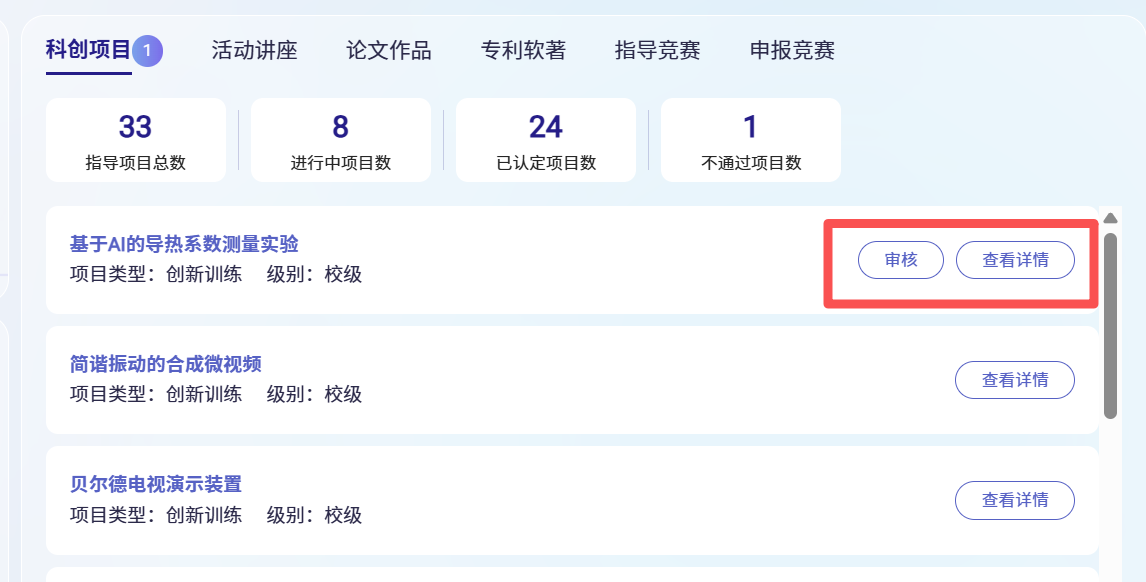 科创项目 1 活动讲座 论文作品 专利软著 指导竞赛 申报竞赛
33 8 24 1
指导项目总数 进行中项目数 已认定项目数 不通过项目数
基于AI的导热系数测量实验
项目类型：创新训练 级别：校级
审核 查看详情
简谐振动的合成微视频
项目类型：创新训练 级别：校级
查看详情
贝尔德电视演示装置
项目类型：创新训练 级别：校级
查看详情